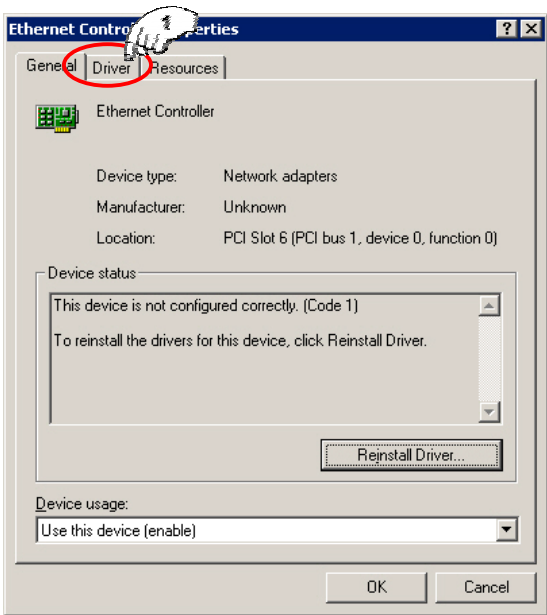 Ethernet Contro perties
1
General
Driver
Resources
Ethernet Controller
Device type: Network adapters
Manufacturer: Unknown
Location: PCI Slot 6 (PCI bus 1, device 0, function 0)
Device status
This device is not configured correctly. (Code 1)
To reinstall the drivers for this device, click Reinstall Driver.
Reinstall Driver...
Device usage:
Use this device (enable)
OK
Cancel